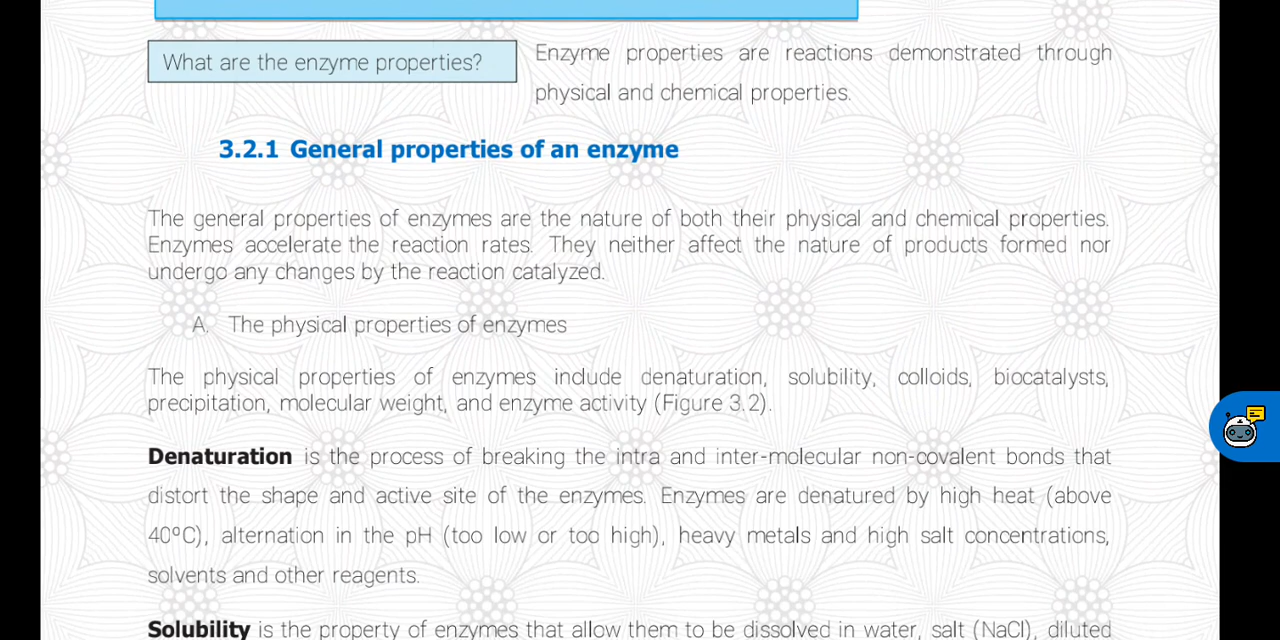 What are the enzyme properties?
Enzyme properties are reactions demonstrated through
physical and chemical properties.
3.2.1 General properties of an enzyme
The general properties of enzymes are the nature of both their physical and chemical properties.
Enzymes accelerate the reaction rates. They neither affect the nature of products formed nor
undergo any changes by the reaction catalyzed.
A. The physical properties of enzymes
The physical properties of enzymes include denaturation, solubility, colloids, biocatalysts,
precipitation, molecular weight, and enzyme activity (Figure 3.2).
Denaturation is the process of breaking the intra and inter-molecular non-covalent bonds that
distort the shape and active site of the enzymes. Enzymes are denatured by high heat (above
40ºC), alternation in the pH (too low or too high), heavy metals and high salt concentrations,
solvents and other reagents.
Solubility is the property of enzymes that allow them to be dissolved in water, salt (NaCl), diluted